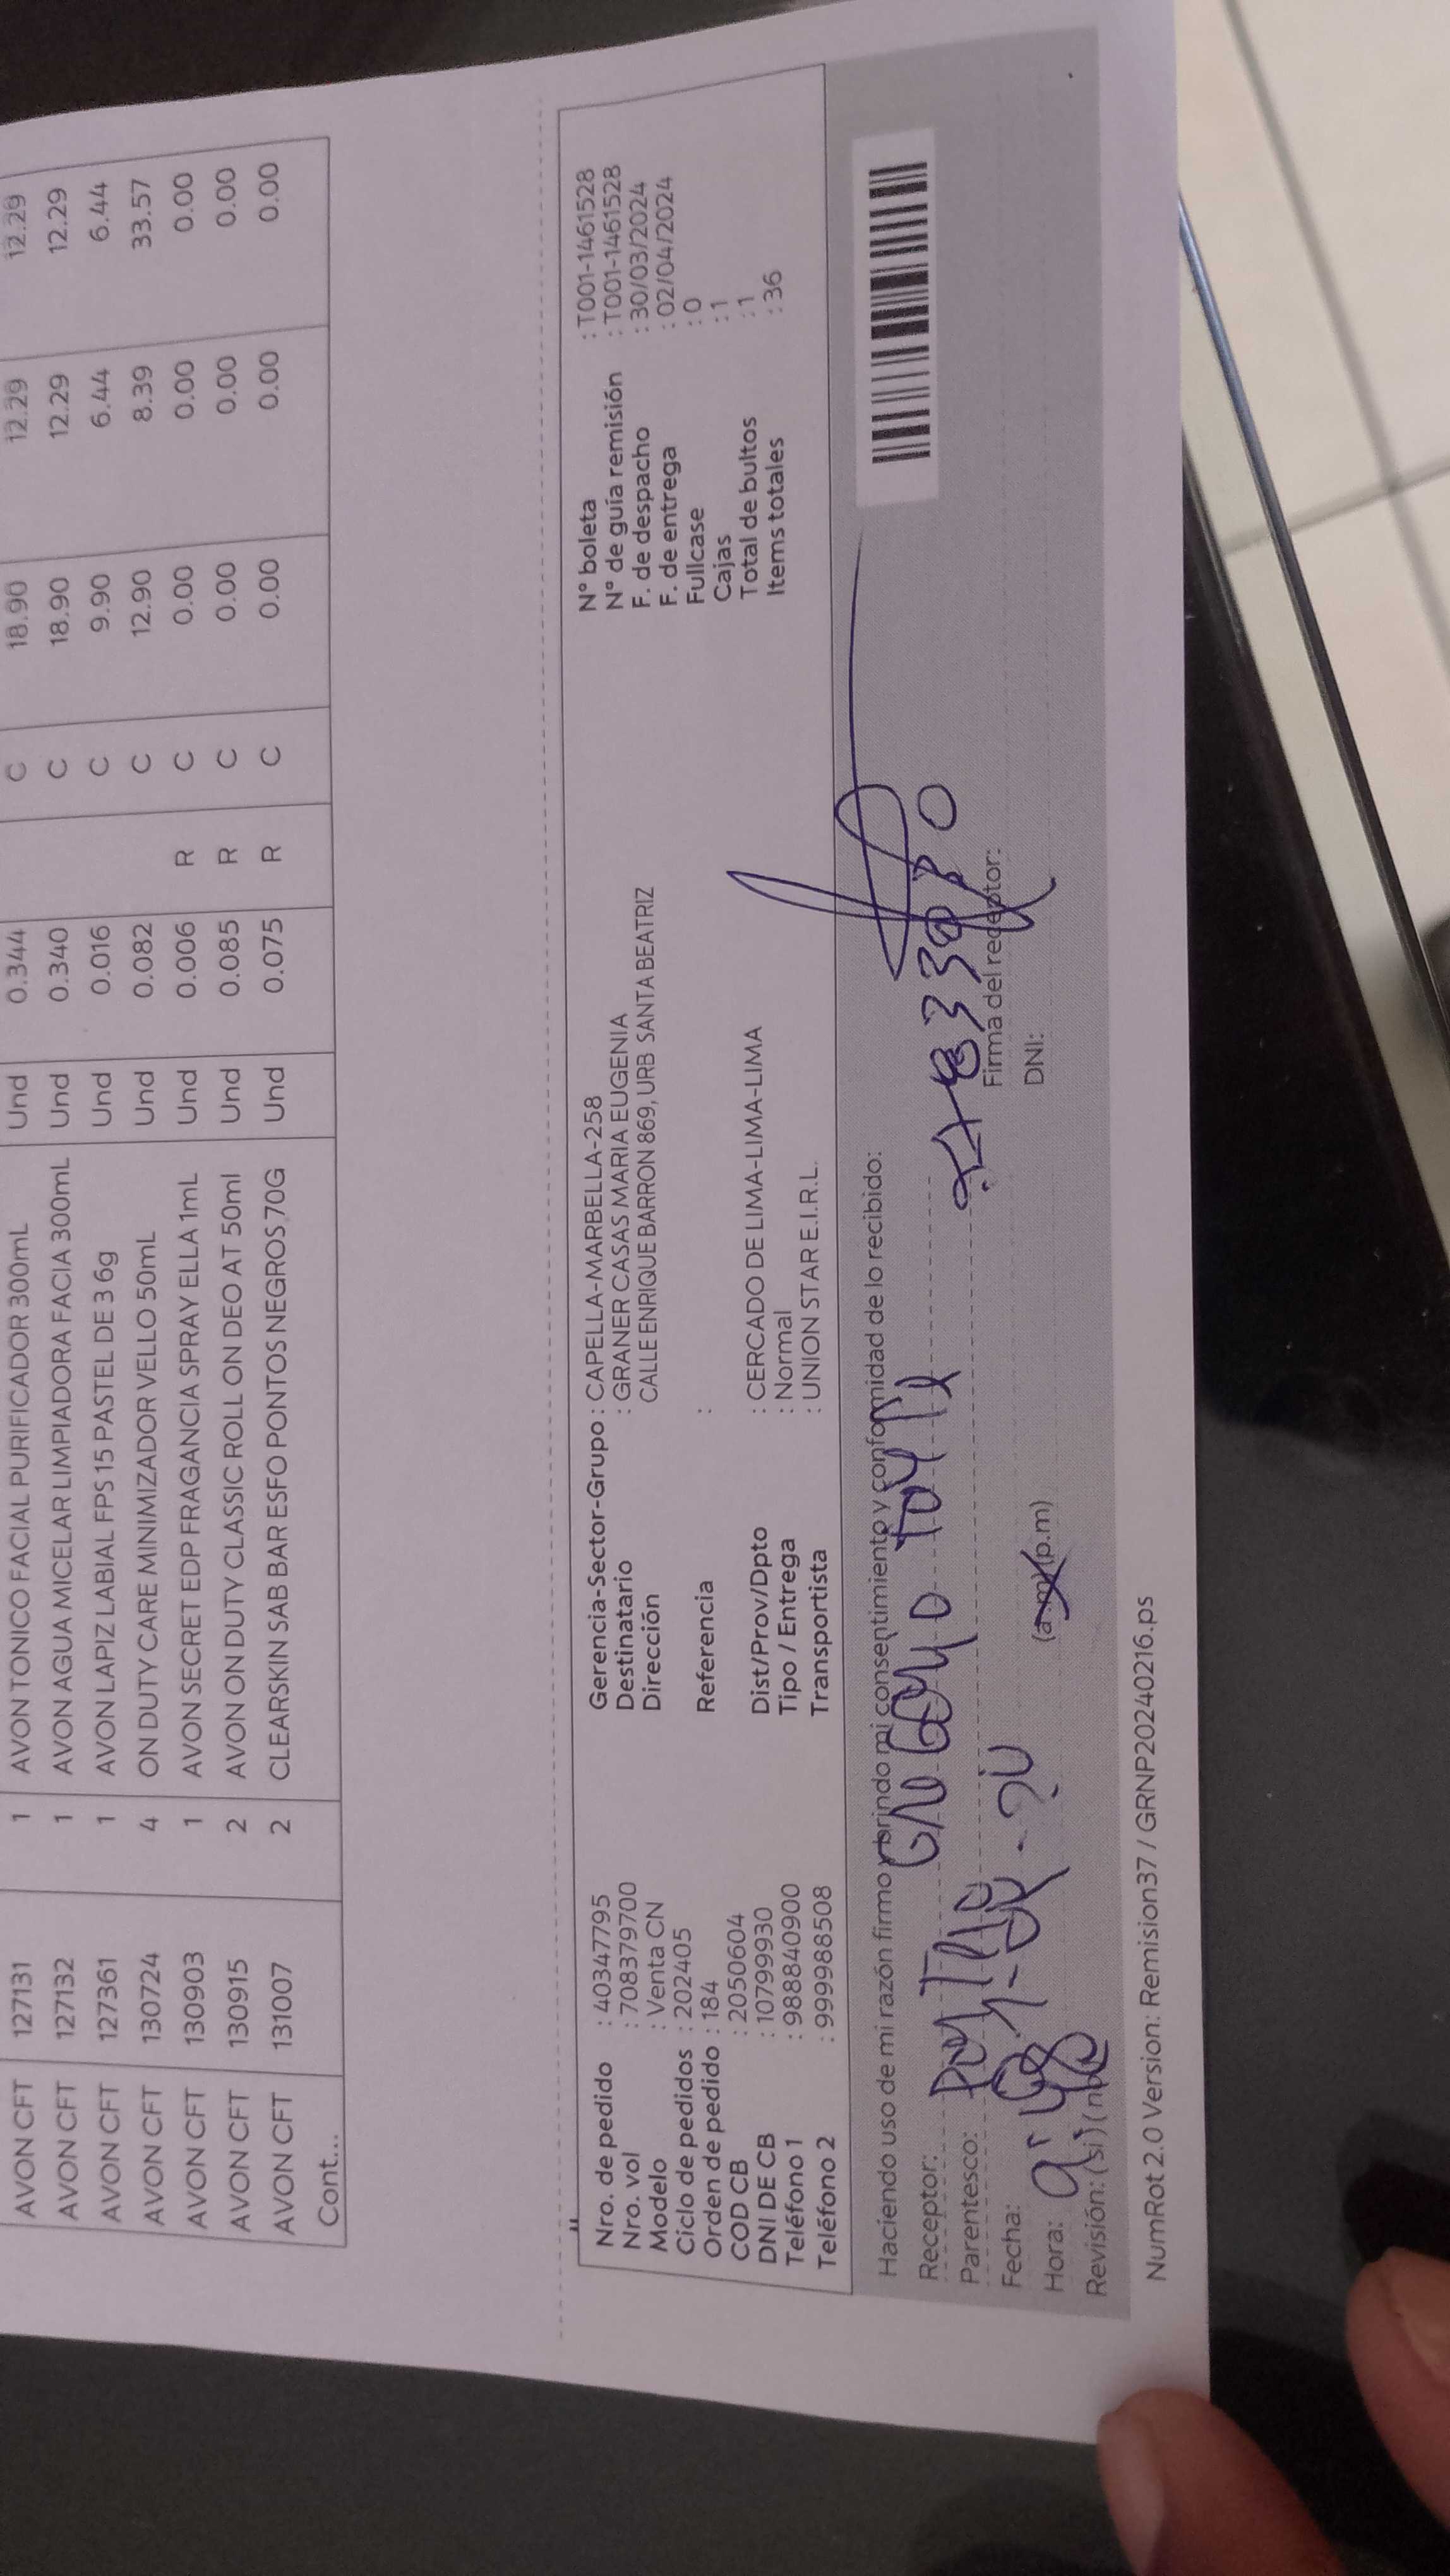 AVON CFT 127131 1 AVON TONICO FACIAL PURIFICADOR 300mL Und 0.344 C 18.90 12.29 12.29
AVON CFT 127132 1 AVON AGUA MICELAR LIMPIADORA FACIA 300mL Und 0.340 C 18.90 12.29 12.29
AVON CFT 127361 1 AVON LAPIZ LABIAL FPS 15 PASTEL DE 3 6g Und 0.016 C 9.90 6.44 6.44
AVON CFT 130724 4 ON DUTY CARE MINIMIZADOR VELLO 50mL Und 0.082 C 12.90 8.39 33.57
AVON CFT 130903 1 AVON SECRET EDP FRAGANCIA SPRAY ELLA 1mL Und 0.006 R C 0.00 0.00 0.00
AVON CFT 130915 2 AVON ON DUTY CLASSIC ROLL ON DEO AT 50ml Und 0.085 R C 0.00 0.00 0.00
AVON CFT 131007 2 CLEARSKIN SAB BAR ESFO PONTOS NEGROS 70G Und 0.075 R C 0.00 0.00 0.00
Cont...
Nro. de pedido : 40347795 Gerencia-Sector-Grupo : CAPELLA-MARBELLA-258 N° boleta : T001-1461528
Nro. vol : 708379700 Destinatario : GRANER CASAS MARIA EUGENIA N° de guía remisión : T001-1461528
Modelo : Venta CN Dirección CALLE ENRIQUE BARRON 869, URB SANTA BEATRIZ F. de despacho : 30/03/2024
Ciclo de pedidos : 202405 F. de entrega : 02/04/2024
Orden de pedido : 184 Referencia : Fullcase : 0
COD CB : 2050604 Cajas : 1
DNI DE CB : 10799930 Dist/Prov/Dpto : CERCADO DE LIMA-LIMA-LIMA Total de bultos : 1
Teléfono 1 : 988840900 Tipo / Entrega : Normal Items totales : 36
Teléfono 2 : 999988508 Transportista : UNION STAR E.I.R.L.
Haciendo uso de mi razón firmo y brindo mi consentimiento y conformidad de lo recibido:
Receptor:
Parentesco:
Fecha: Firma del receptor:
Hora: (a.m) (p.m) DNI:
Revisión: (si) (no)
NumRot 2.0 Version: Remision37 / GRNP20240216.ps